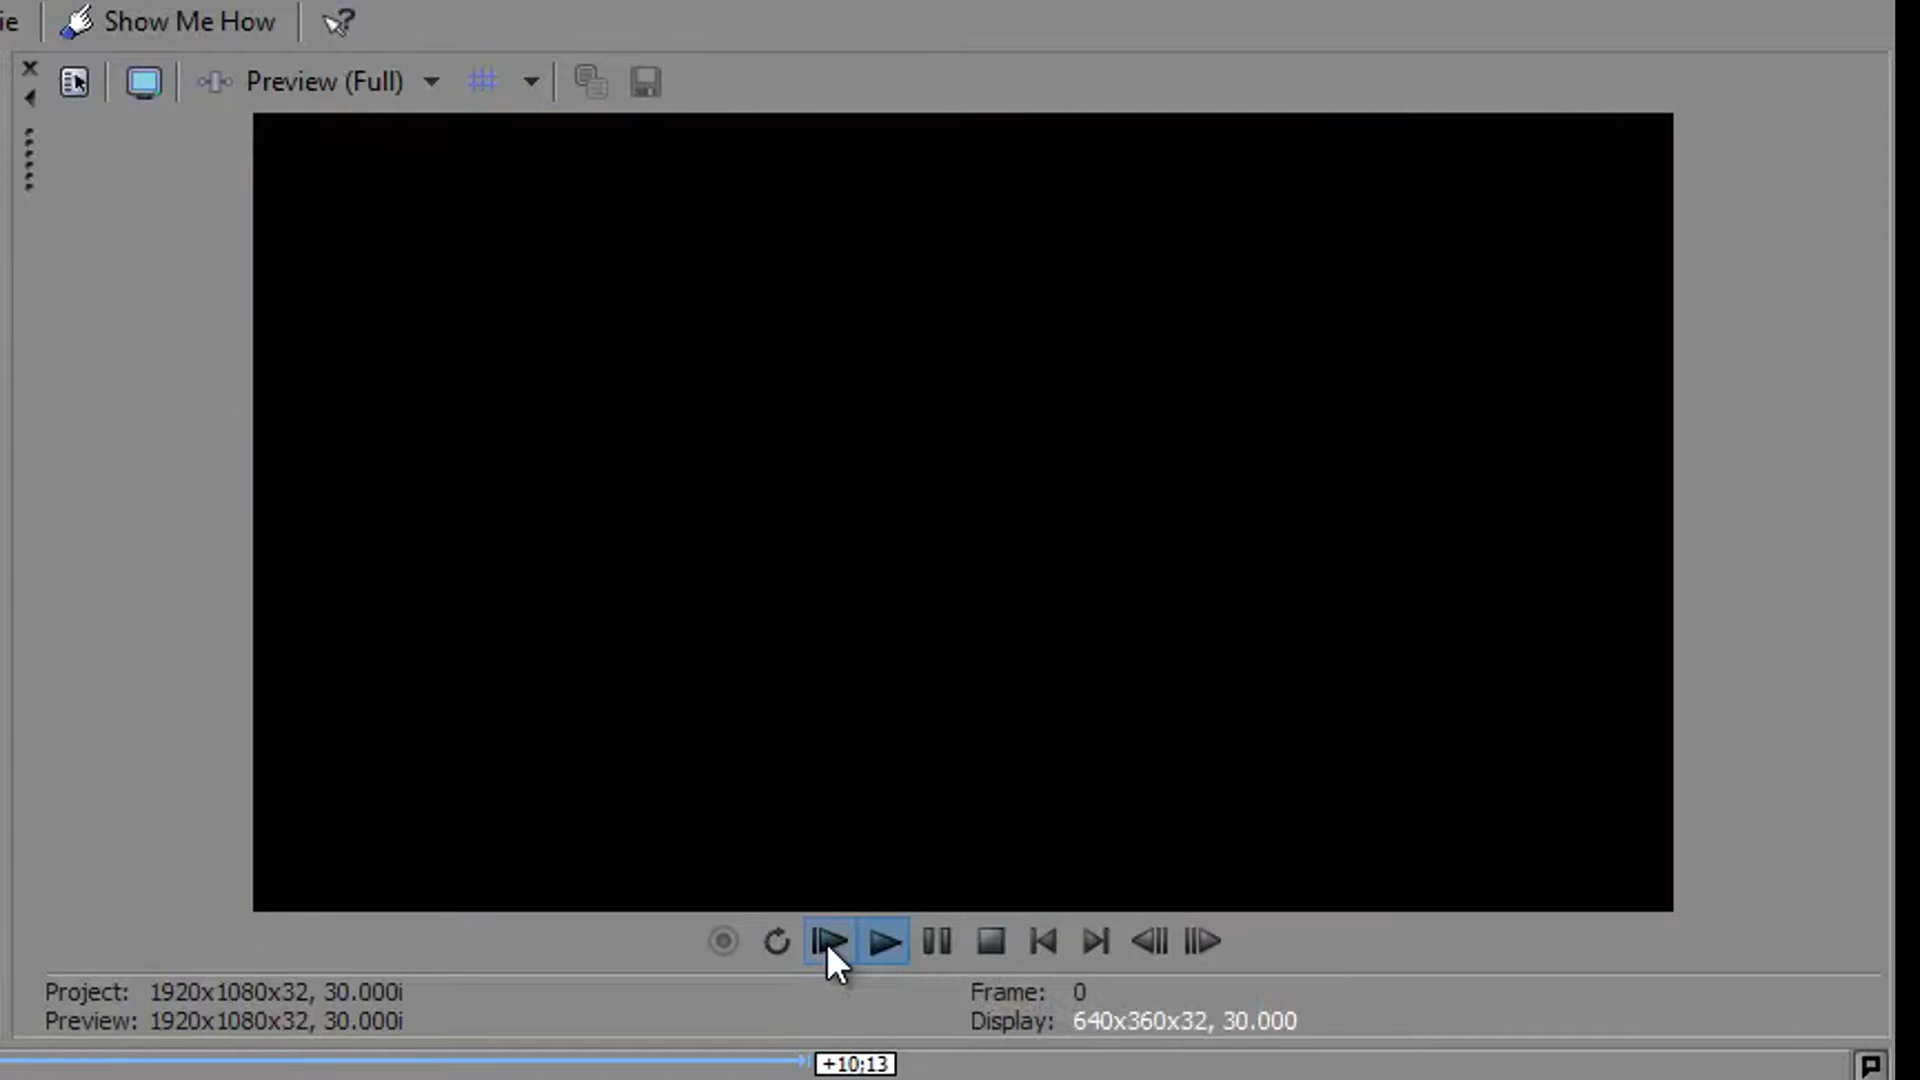 ie
Show Me How
Preview (Full)
Project: 1920x1080x32, 30.000i
Frame: 0
Preview: 1920x1080x32, 30.000i
Display: 640x360x32, 30.000
+10;13